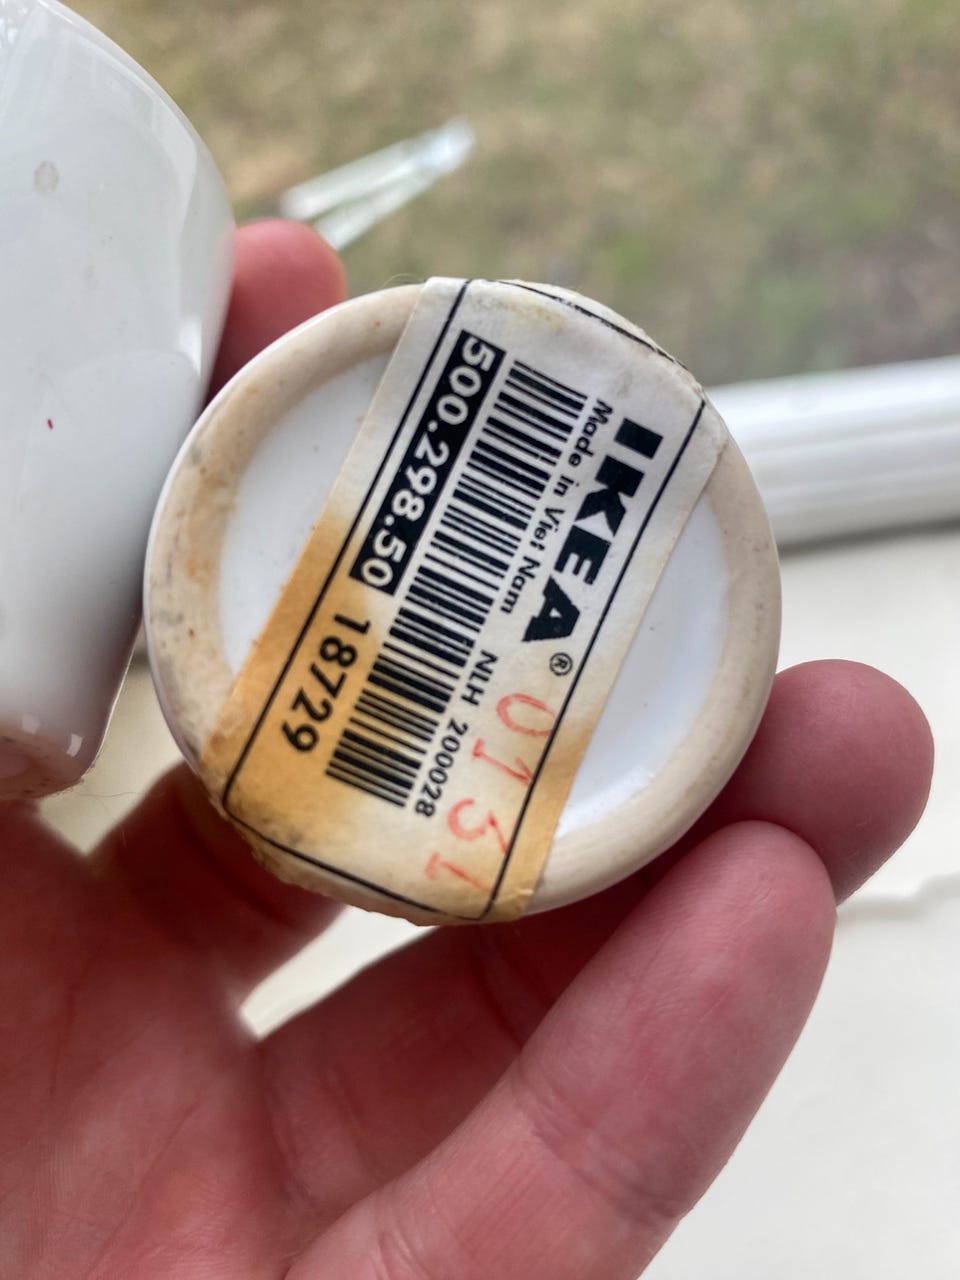 IKEA®
Made in Viet Nam NLH 200028
500.298.50 18729
0131